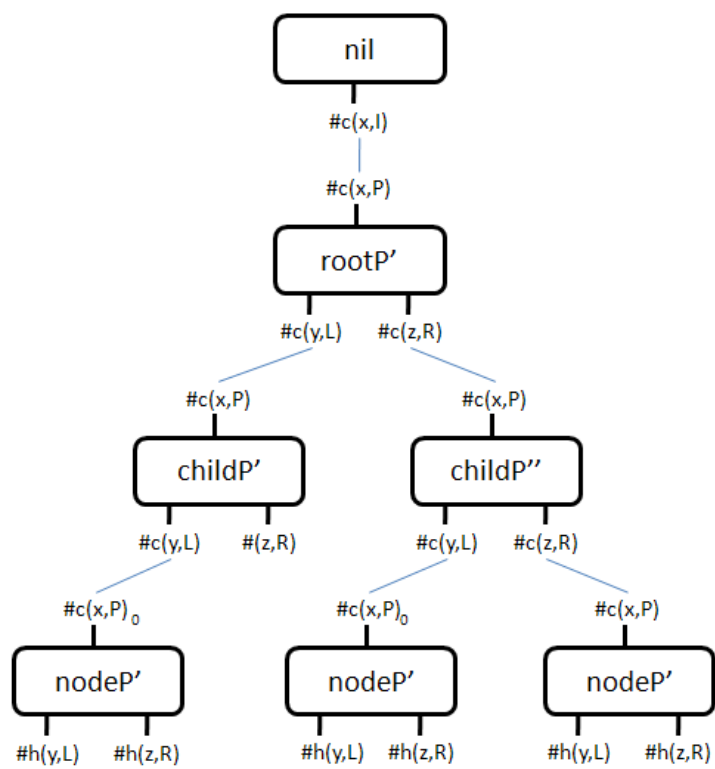 nil
#c(x,I)
#c(x,P)
rootP'
#c(y,L) #c(z,R)
#c(x,P) #c(x,P)
childP' childP''
#c(y,L) #(z,R) #c(y,L) #c(z,R)
#c(x,P)₀ #c(x,P)₀ #c(x,P)
nodeP' nodeP' nodeP'
#h(y,L) #h(z,R) #h(y,L) #h(z,R) #h(y,L) #h(z,R)